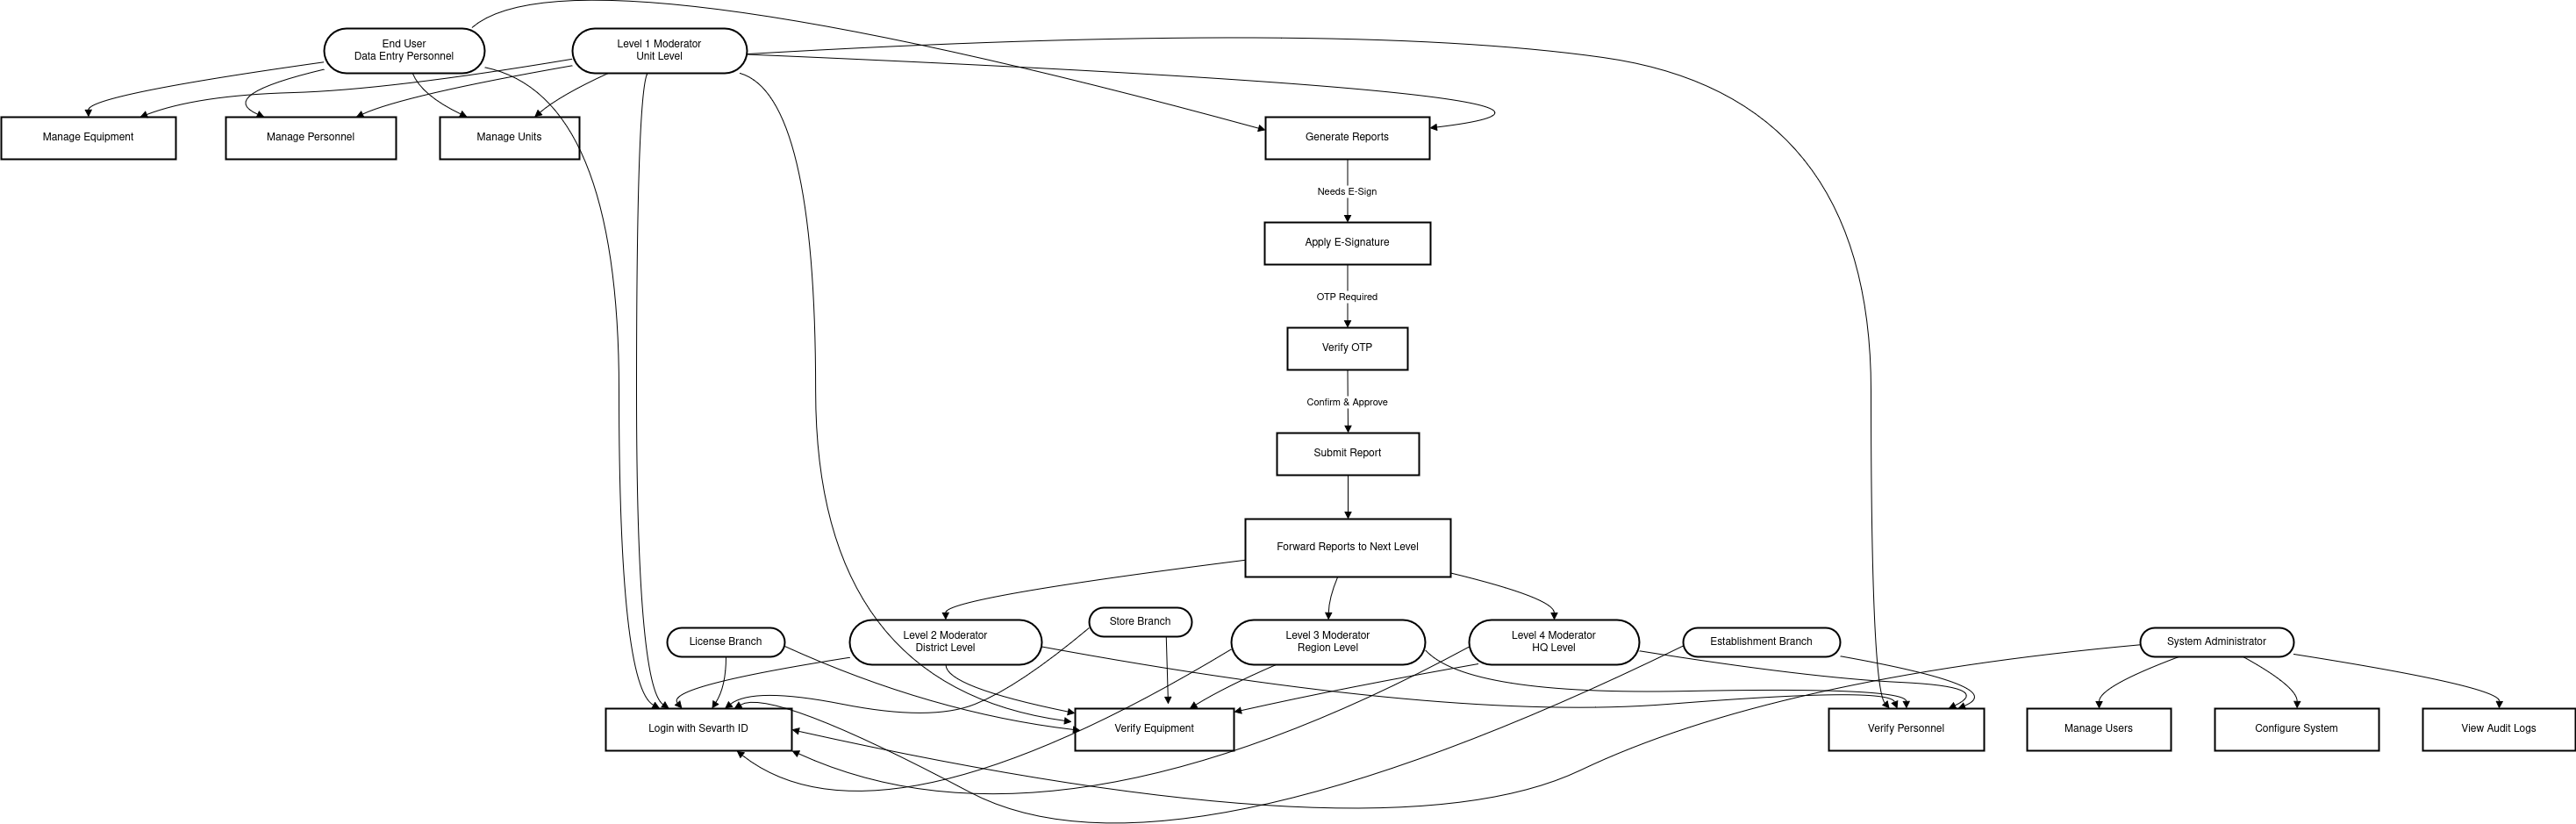 End User
Data Entry Personnel
Level 1 Moderator
Unit Level
Manage Equipment
Manage Personnel
Manage Units
Generate Reports
Needs E-Sign
Apply E-Signature
OTP Required
Verify OTP
Confirm & Approve
Submit Report
Forward Reports to Next Level
License Branch
Level 2 Moderator
District Level
Store Branch
Level 3 Moderator
Region Level
Level 4 Moderator
HQ Level
Establishment Branch
System Administrator
Login with Sevarth ID
Verify Equipment
Verify Personnel
Manage Users
Configure System
View Audit Logs